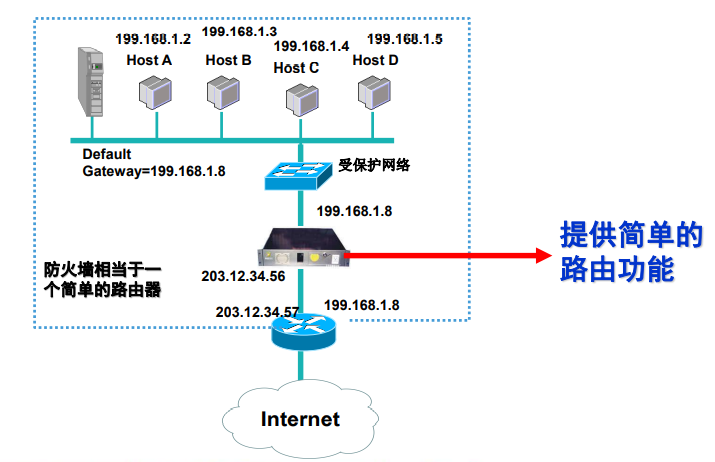 199.168.1.2
199.168.1.3
199.168.1.4
199.168.1.5
Host A
Host B
Host C
Host D
Default
Gateway=199.168.1.8
受保护网络
199.168.1.8
提供简单的
路由功能
防火墙相当于一
个简单的路由器
203.12.34.56
203.12.34.57
199.168.1.8
Internet